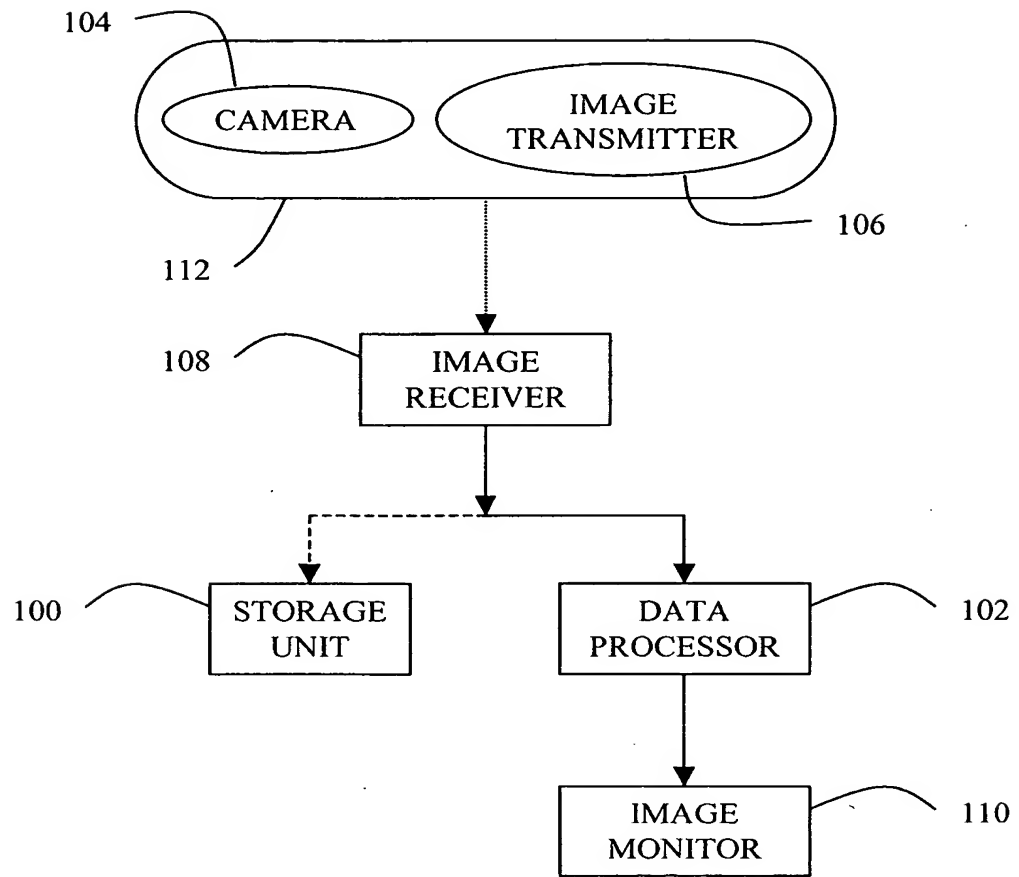 104
CAMERA
IMAGE
TRANSMITTER
106
112
108
IMAGE
RECEIVER
100
STORAGE
UNIT
DATA
PROCESSOR
102
IMAGE
MONITOR
110